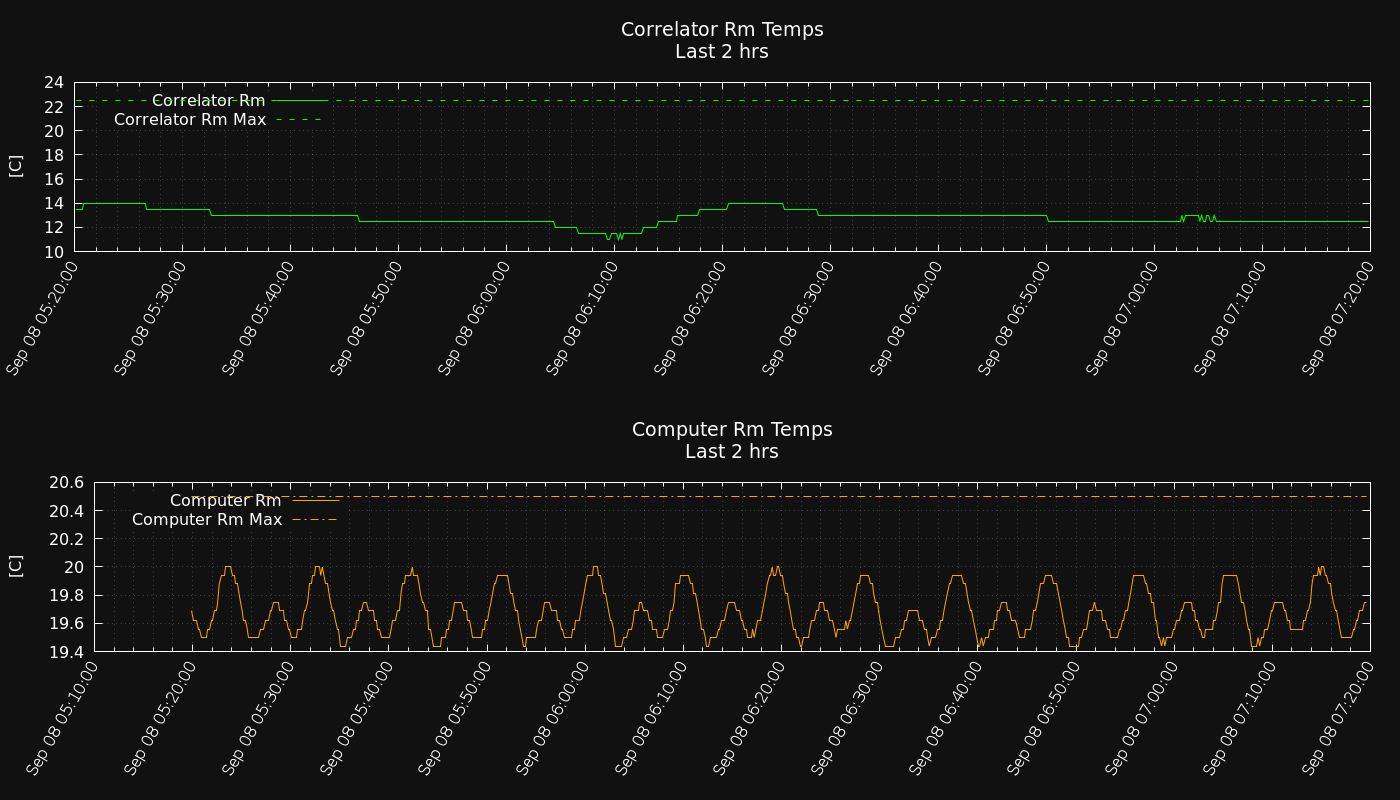 Correlator Rm Temps
Last 2 hrs
24
22
20
18
16
14
12
10
[C]
Correlator Rm
Correlator Rm Max
Sep 08 05:20:00
Sep 08 05:30:00
Sep 08 05:40:00
Sep 08 05:50:00
Sep 08 06:00:00
Sep 08 06:10:00
Sep 08 06:20:00
Sep 08 06:30:00
Sep 08 06:40:00
Sep 08 06:50:00
Sep 08 07:00:00
Sep 08 07:10:00
Sep 08 07:20:00
Computer Rm Temps
Last 2 hrs
20.6
20.4
20.2
20
19.8
19.6
19.4
[C]
Computer Rm
Computer Rm Max
Sep 08 05:10:00
Sep 08 05:20:00
Sep 08 05:30:00
Sep 08 05:40:00
Sep 08 05:50:00
Sep 08 06:00:00
Sep 08 06:10:00
Sep 08 06:20:00
Sep 08 06:30:00
Sep 08 06:40:00
Sep 08 06:50:00
Sep 08 07:00:00
Sep 08 07:10:00
Sep 08 07:20:00